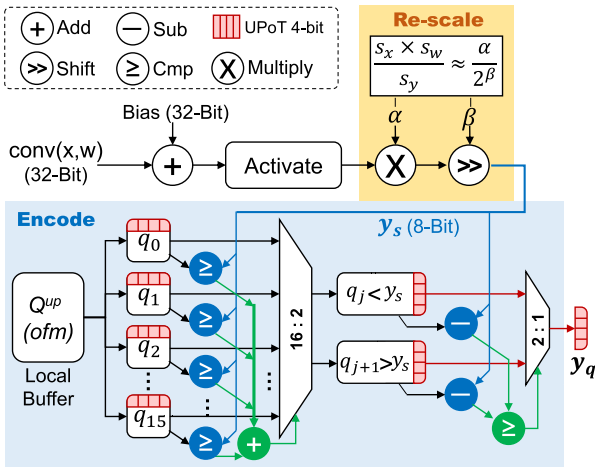 + Add − Sub UPoT 4-bit
>> Shift ≥ Cmp X Multiply
Re-scale
s_x × s_w / s_y ≈ α / 2^β
α β
Bias (32-Bit)
conv(x,w)
(32-Bit)
+
Activate
X
>>
Encode
y_s (8-Bit)
Q^up
(ofm)
Local
Buffer
q_0
≥
q_1
≥
q_2
≥
... ... ...
q_15
≥
+
16 : 2
q_j < y_s
−
q_{j+1} > y_s
−
≥
2 : 1
y_q